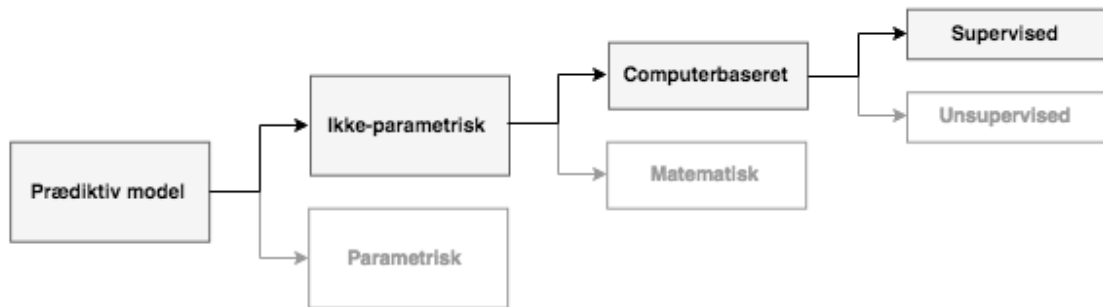 Prædiktiv model
Ikke-parametrisk
Parametrisk
Computerbaseret
Matematisk
Supervised
Unsupervised